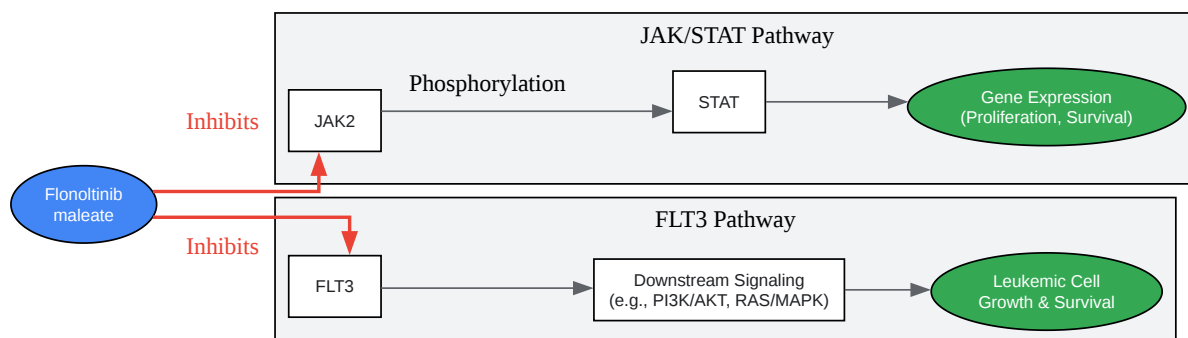 JAK/STAT Pathway
Phosphorylation
Inhibits
JAK2
STAT
Gene Expression
(Proliferation, Survival)
Flonoltinib
maleate
FLT3 Pathway
Inhibits
FLT3
Downstream Signaling
(e.g., PI3K/AKT, RAS/MAPK)
Leukemic Cell
Growth & Survival